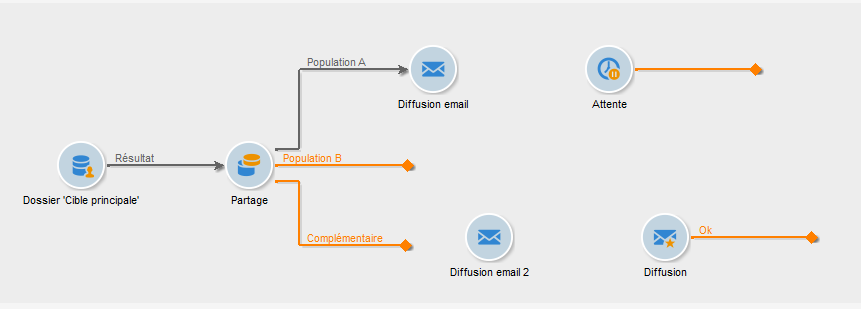 Population A
Diffusion email
Attente
Résultat
Population B
Dossier 'Cible principale'
Partage
Complémentaire
Ok
Diffusion email 2
Diffusion